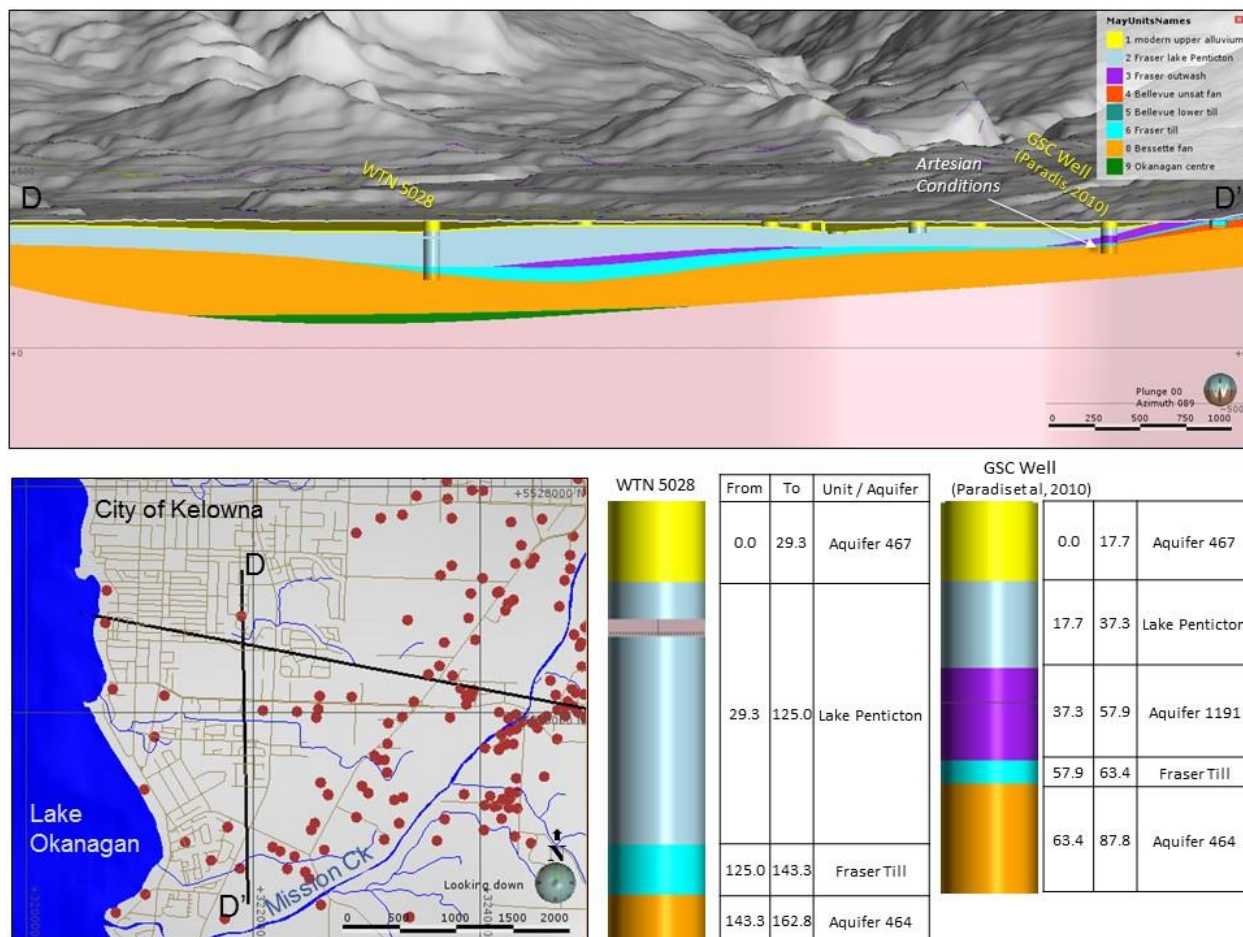 MayUnitsNames
1 modern upper alluvium
2 Fraser lake Penticton
3 Fraser outwash
4 Bellevue unsat fan
5 Bellevue lower till
6 Fraser till
8 Bessette fan
9 Okanagan centre
D
WTN 5028
Artesian
Conditions
GSC Well
(Paradis, 2010)
D'
+0
Plunge 00
Azimuth 089
-500
0 250 500 750 1000
City of Kelowna
+5528000 N
D
Lake
Okanagan
D'
Mission Ck
N
Looking down
0 500 1000 1500 2000
WTN 5028
From To Unit / Aquifer
0.0 29.3 Aquifer 467
29.3 125.0 Lake Penticton
125.0 143.3 Fraser Till
143.3 162.8 Aquifer 464
GSC Well
(Paradis et al, 2010)
0.0 17.7 Aquifer 467
17.7 37.3 Lake Penticton
37.3 57.9 Aquifer 1191
57.9 63.4 Fraser Till
63.4 87.8 Aquifer 464